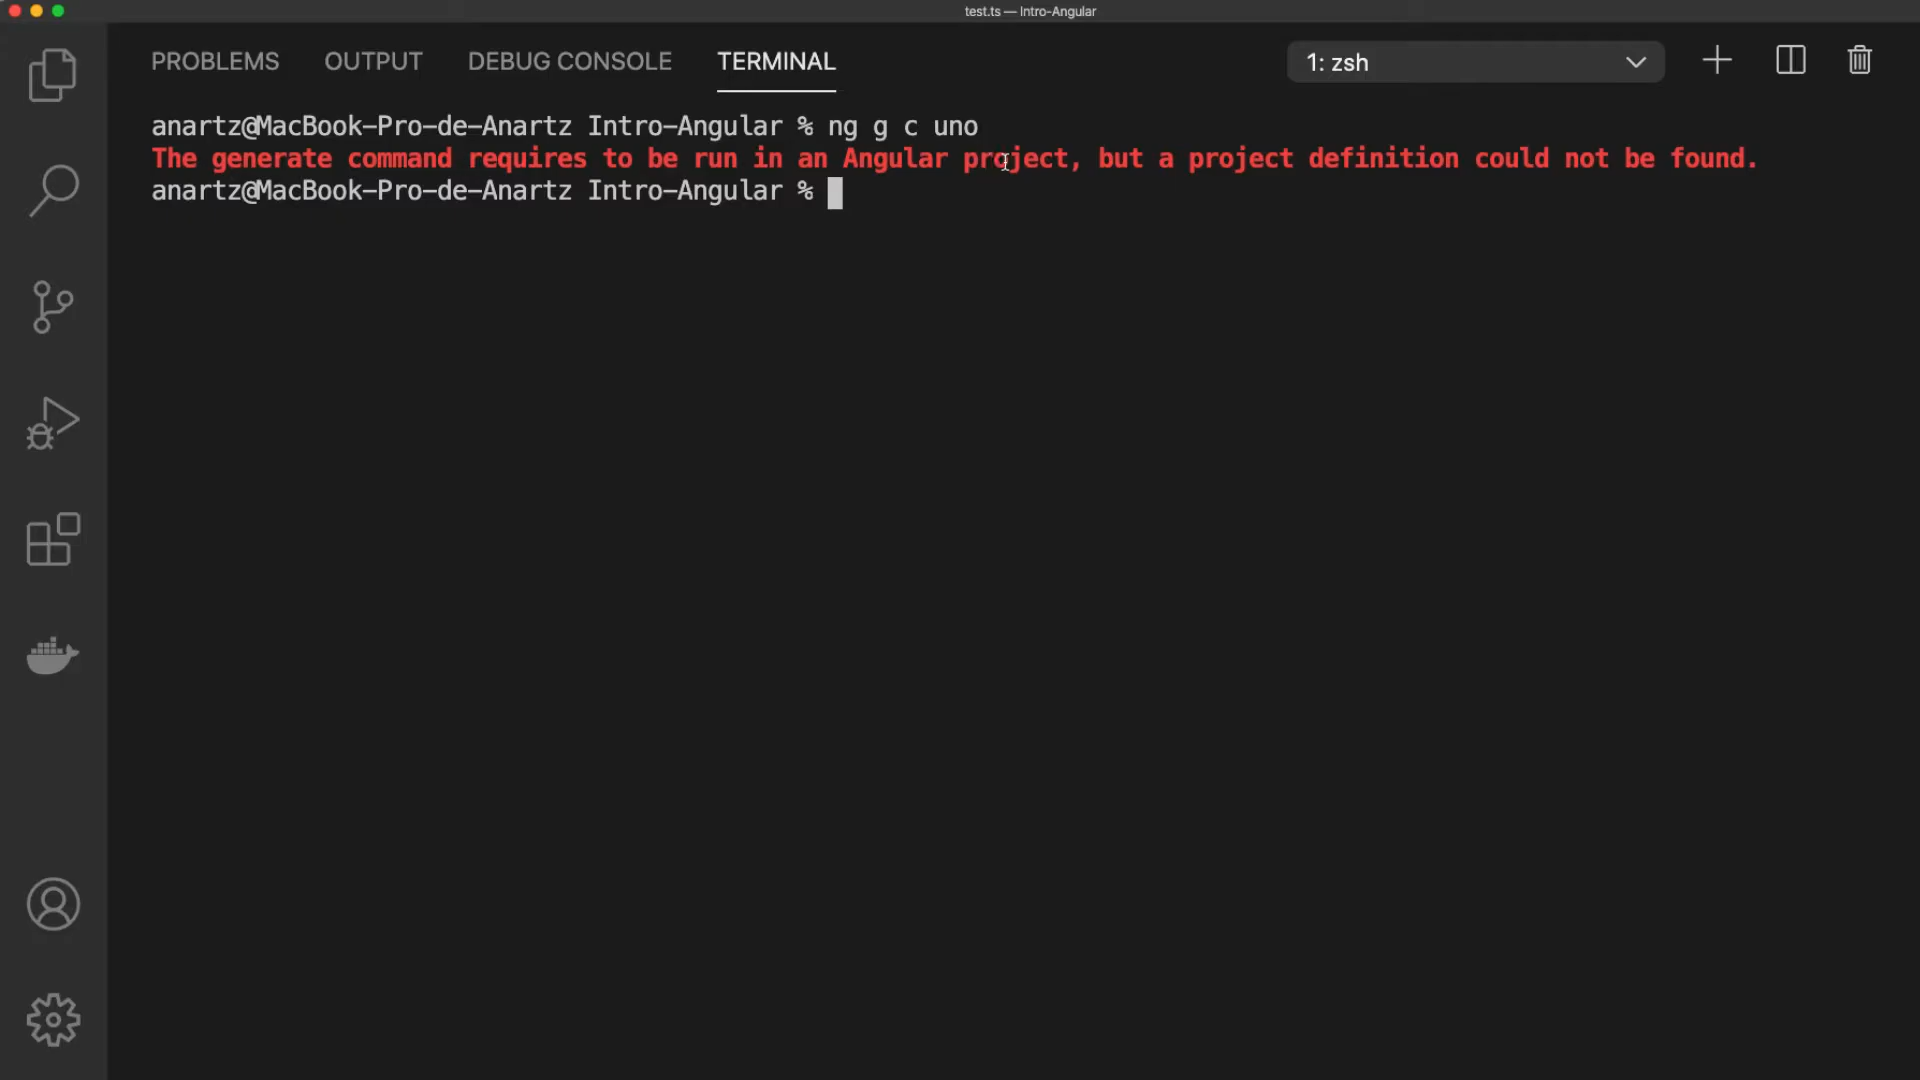 test.ts — Intro-Angular
PROBLEMS OUTPUT DEBUG CONSOLE TERMINAL 1: zsh
anartz@MacBook-Pro-de-Anartz Intro-Angular % ng g c uno
The generate command requires to be run in an Angular project, but a project definition could not be found.
anartz@MacBook-Pro-de-Anartz Intro-Angular %